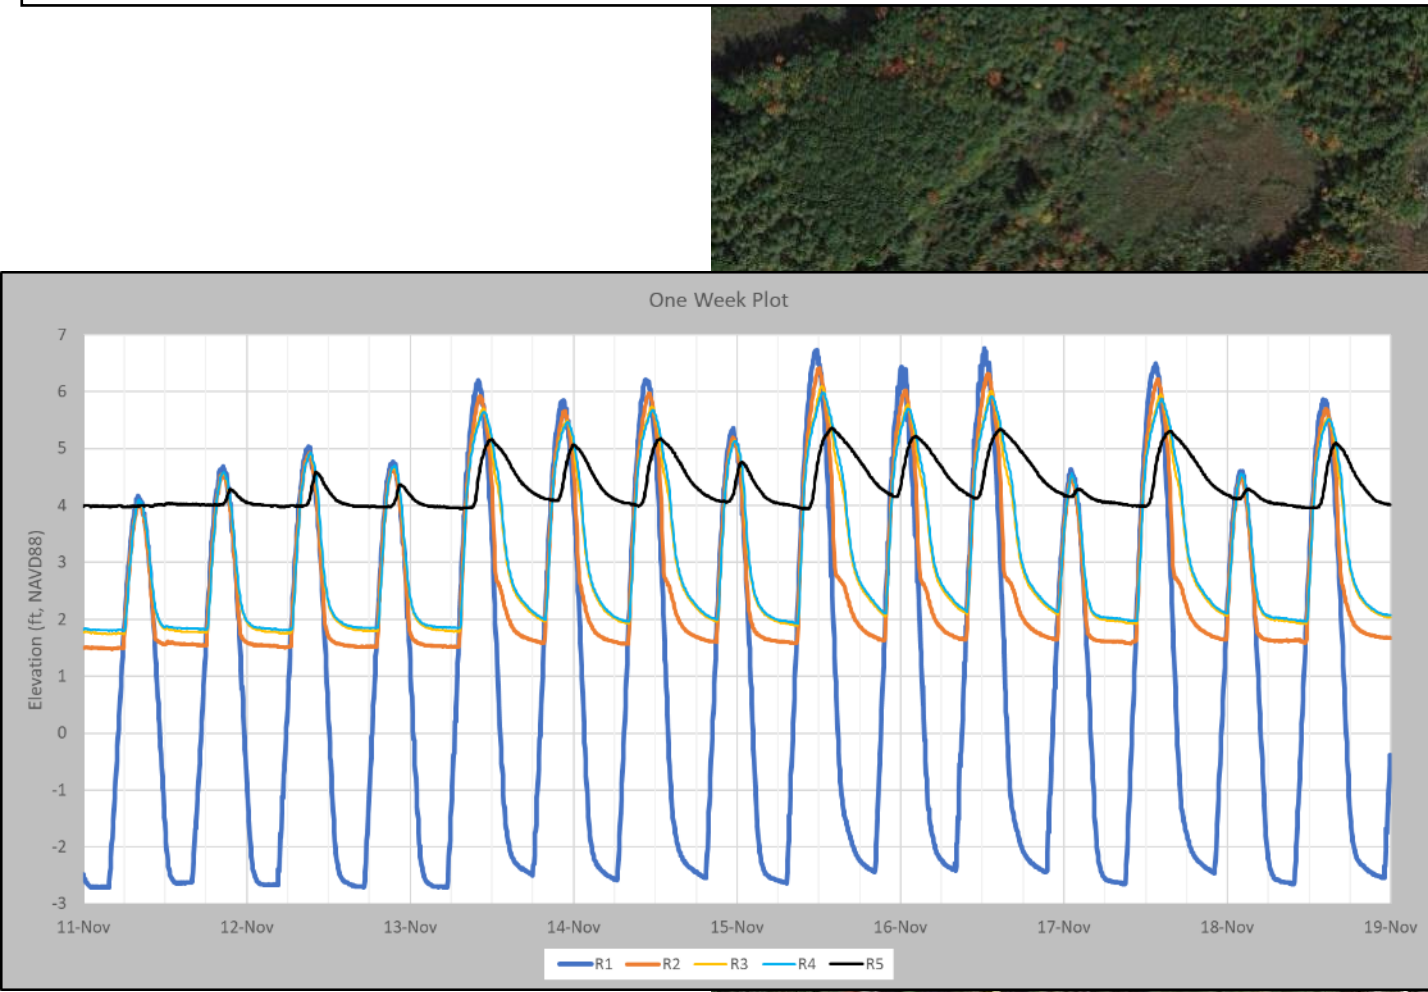 One Week Plot
7
6
5
4
3
2
1
0
-1
-2
-3
Elevation (ft, NAVD88)
11-Nov 12-Nov 13-Nov 14-Nov 15-Nov 16-Nov 17-Nov 18-Nov 19-Nov
R1 R2 R3 R4 R5